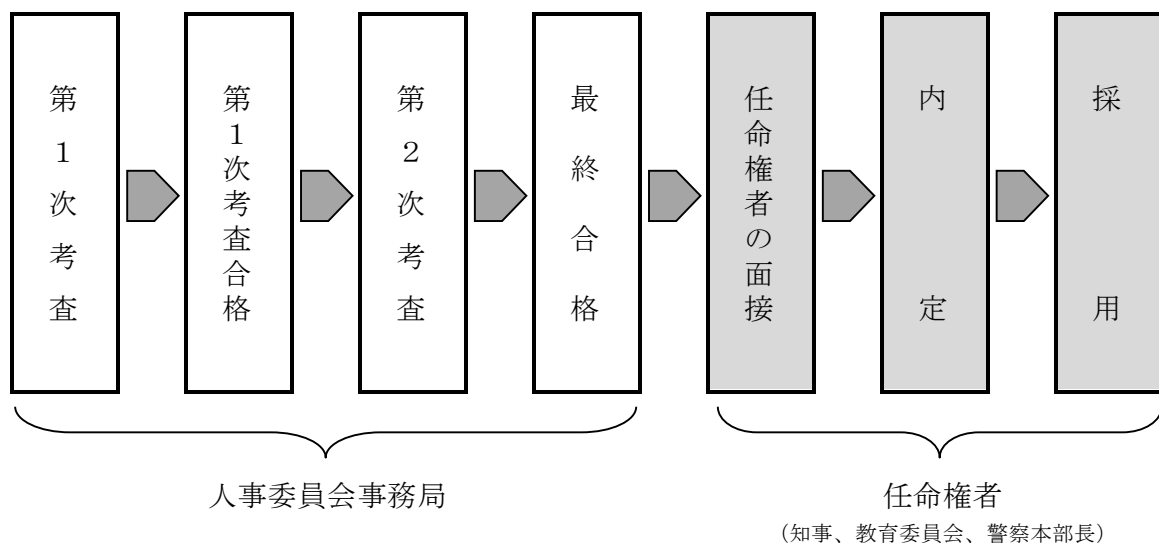 第１次考査
第１次考査合格
第２次考査
最終合格
任命権者の面接
内定
採用
人事委員会事務局
任命権者
（知事、教育委員会、警察本部長）